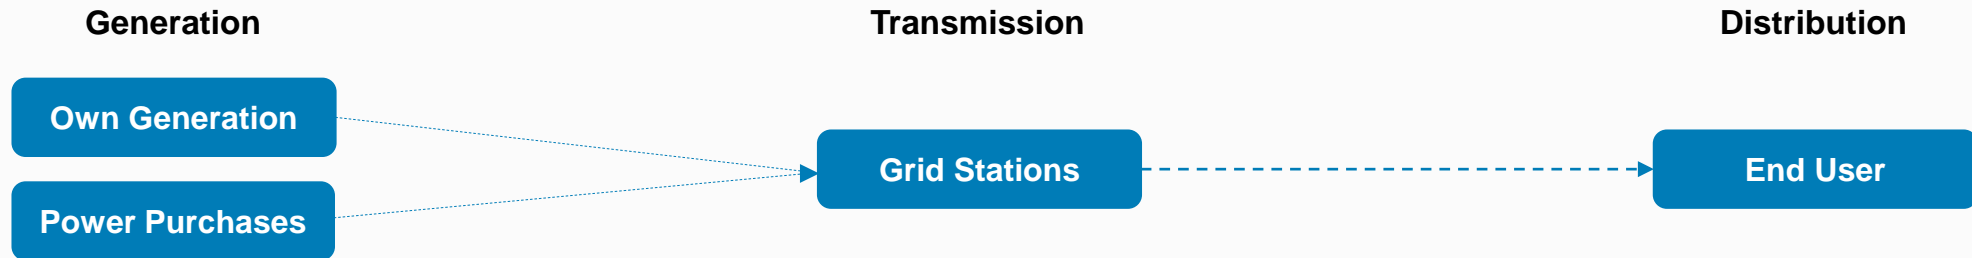 Generation
Transmission
Distribution
Own Generation
Power Purchases
Grid Stations
End User